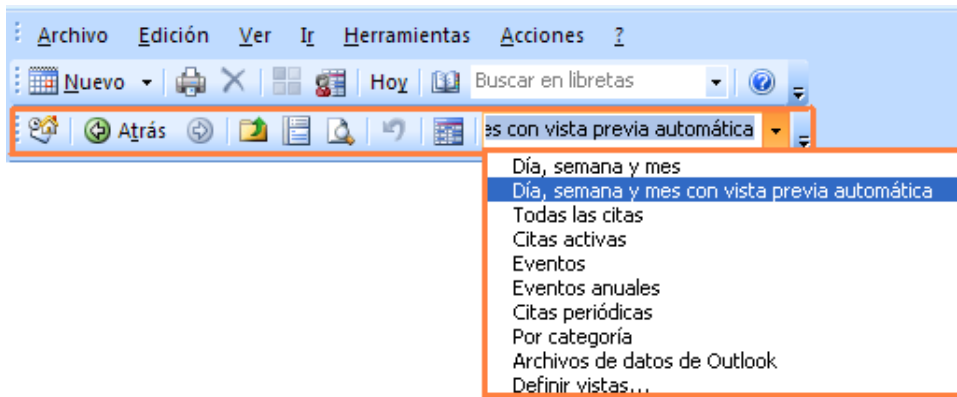 Archivo Edición Ver Ir Herramientas Acciones ?
Nuevo Hoy Buscar en libretas
Atrás es con vista previa automática
Día, semana y mes
Día, semana y mes con vista previa automática
Todas las citas
Citas activas
Eventos
Eventos anuales
Citas periódicas
Por categoría
Archivos de datos de Outlook
Definir vistas...